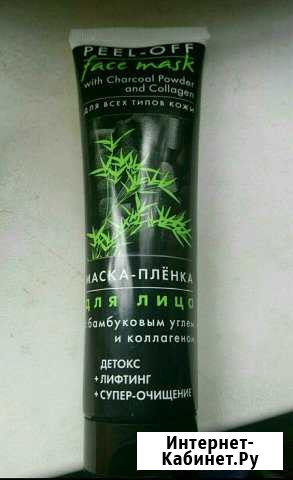 PEEL-OFF
face mask
with Charcoal Powder
and Collagen
ДЛЯ ВСЕХ ТИПОВ КОЖИ
МАСКА-ПЛЁНКА
для лица
бамбуковым углем
и коллагеном
ДЕТОКС
+ЛИФТИНГ
+СУПЕР-ОЧИЩЕНИЕ
Интернет-
Кабинет.Ру